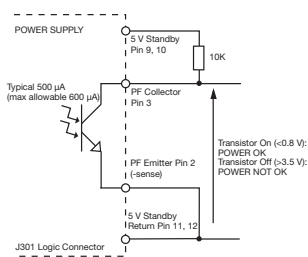 POWER SUPPLY
5 V Standby
Pin 9, 10
10K
Typical 500 µA
(max allowable 600 µA)
PF Collector
Pin 3
Transistor On (<0.8 V):
POWER OK
Transistor Off (>3.5 V):
POWER NOT OK
PF Emitter Pin 2
(-sense)
5 V Standby
Return Pin 11, 12
J301 Logic Connector